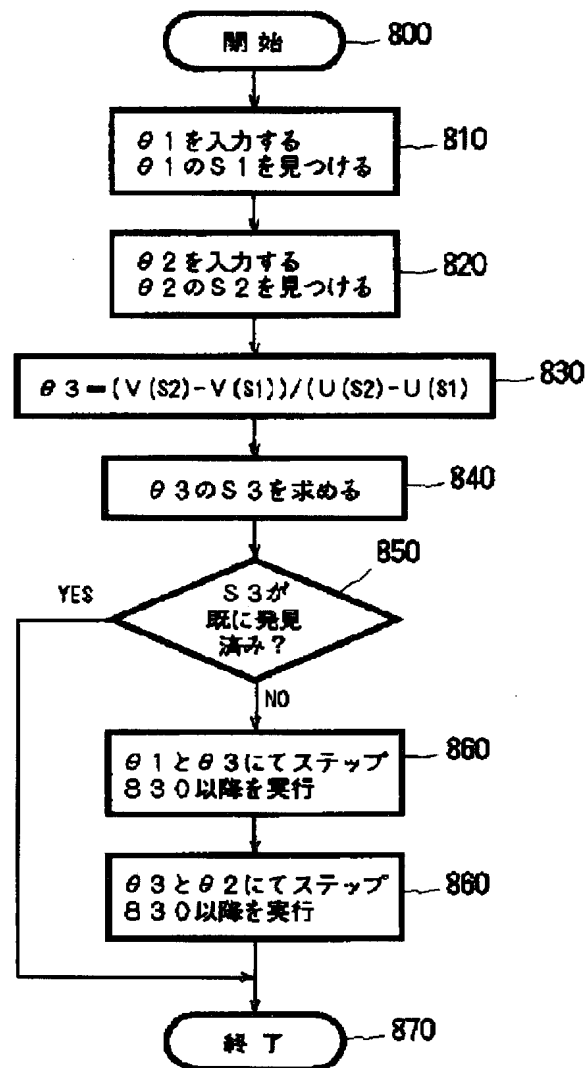 開始
800
θ1を入力する
θ1のS1を見つける
810
θ2を入力する
θ2のS2を見つける
820
θ3=(V(S2)-V(S1))/(U(S2)-U(S1)
830
θ3のS3を求める
840
850
YES
S3が
既に発見
済み?
NO
θ1とθ3にてステップ
830以降を実行
860
θ3とθ2にてステップ
830以降を実行
860
終了
870